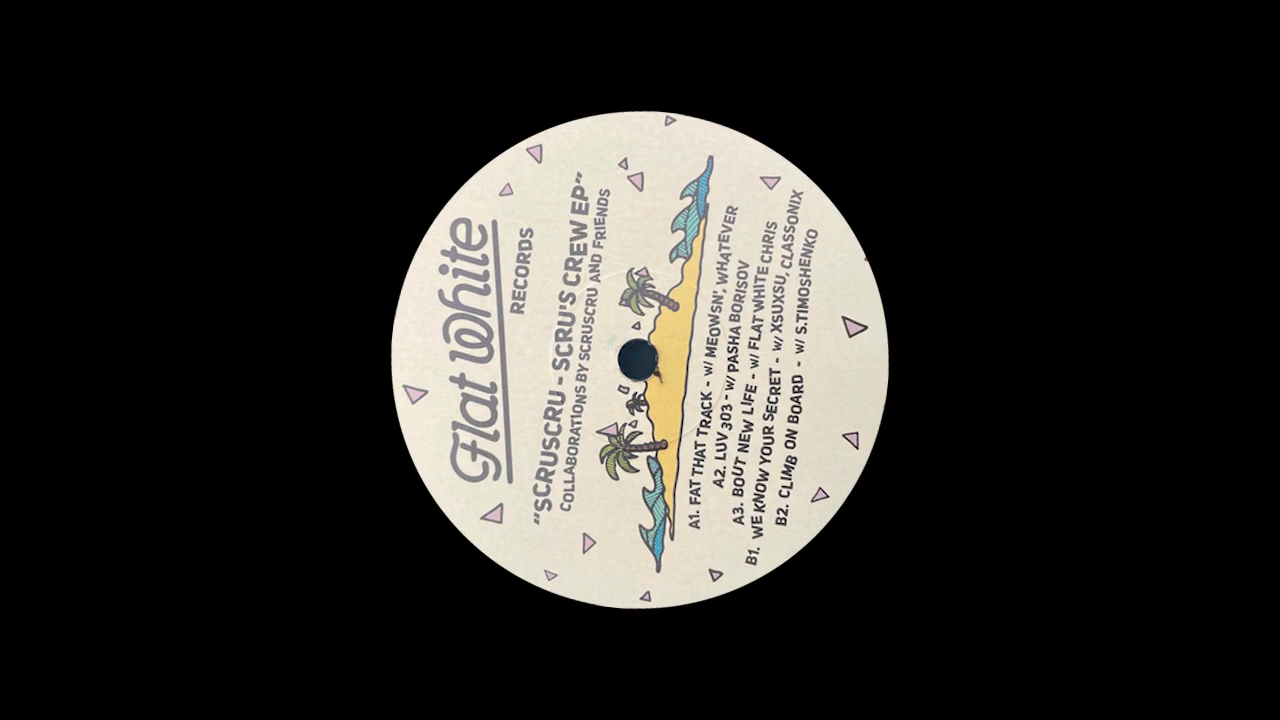 Flat White
RECORDS
"SCRUSCRU - SCRU'S CREW EP"
COLLABORATIONS BY SCRUSCRU AND FRIENDS
A1. FAT THAT TRACK - w/ MEOWSN', WHATEVER
A2. LUV 303 - w/ PASHA BORISOV
A3. BOUT NEW LIFE - w/ FLAT WHITE CHRIS
B1. WE KNOW YOUR SECRET - w/ XSUXSU, CLASSONIX
B2. CLIMB ON BOARD - w/ S.TIMOSHENKO